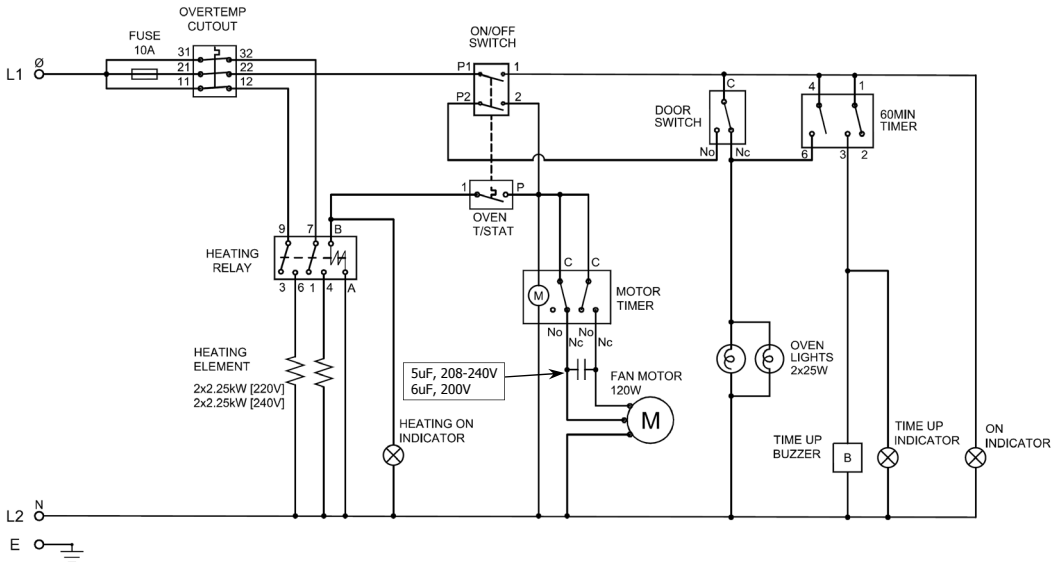 OVERTEMP
CUTOUT
FUSE
10A
31
32
21
22
11
12
L1
Ø
ON/OFF
SWITCH
P1
1
P2
2
DOOR
SWITCH
C
No
Nc
4
1
60MIN
TIMER
6
3
2
1
P
OVEN
T/STAT
HEATING
RELAY
9
7
B
3
6
1
4
A
C
C
M
MOTOR
TIMER
No
No
Nc
Nc
HEATING
ELEMENT
2x2.25kW [220V]
2x2.25kW [240V]
5uF, 208-240V
6uF, 200V
FAN MOTOR
120W
M
OVEN
LIGHTS
2x25W
HEATING ON
INDICATOR
TIME UP
BUZZER
B
TIME UP
INDICATOR
ON
INDICATOR
L2
N
E